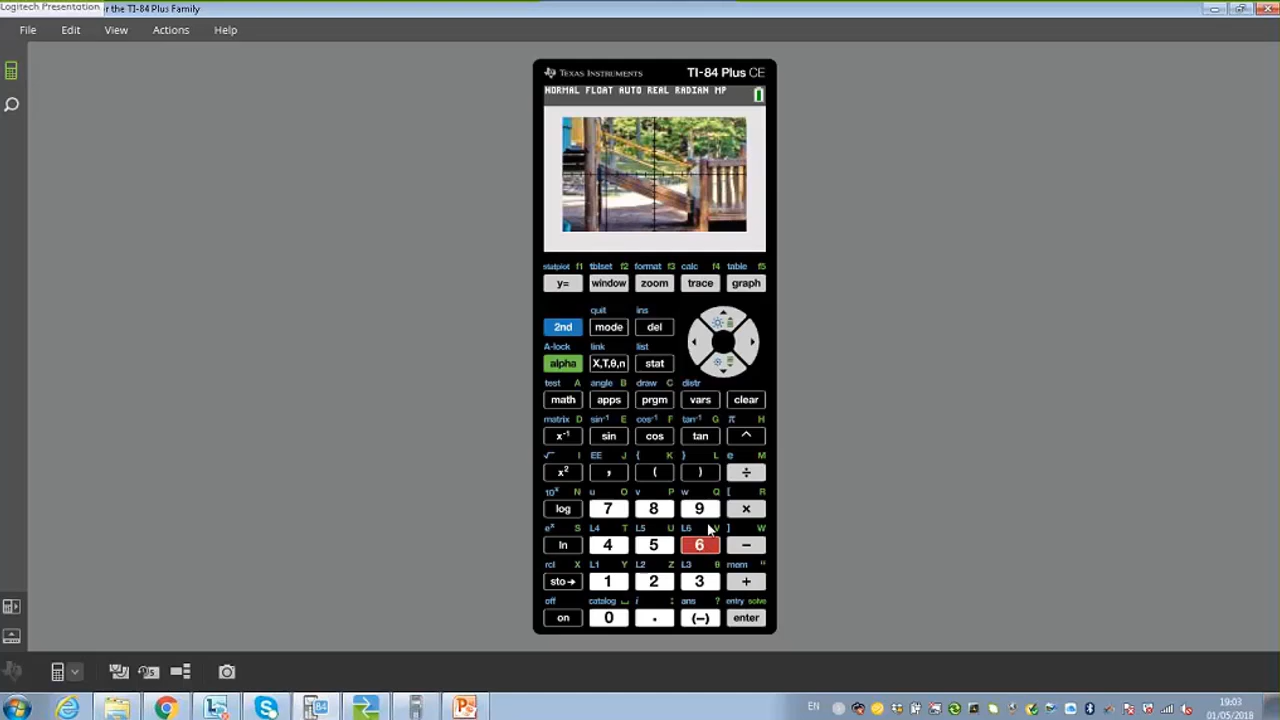 Logitech Presentation
r the TI-84 Plus Family
File Edit View Actions Help
TEXAS INSTRUMENTS TI-84 Plus CE
NORMAL FLOAT AUTO REAL RADIAN MP
statplot f1 tblset f2 format f3 calc f4 table f5
y= window zoom trace graph
quit ins
2nd mode del
A-lock link list
alpha X,T,θ,n stat
test A angle B draw C distr
math apps prgm vars clear
matrix D sin⁻¹ E cos⁻¹ F tan⁻¹ G π H
x⁻¹ sin cos tan ^
√ I EE J { K } L e M
x² , ( ) ÷
10ˣ N u O v P w Q [ R
log 7 8 9 ×
eˣ S L4 T L5 U L6 V ] W
ln 4 5 6 −
rcl X L1 Y L2 Z L3 θ mem "
sto→ 1 2 3 +
off catalog ␣ i : ans ? entry solve
on 0 . (−) enter
84
EN
19:03
01/05/2018